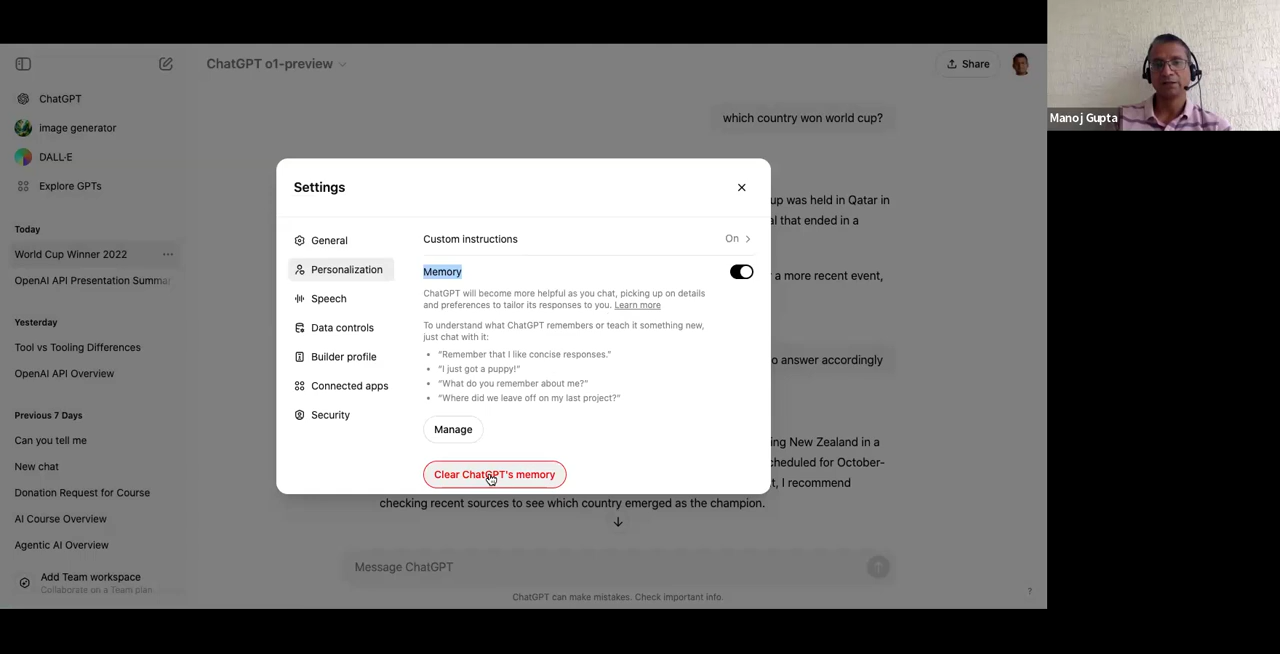 ChatGPT o1-preview
Share
ChatGPT
image generator
DALL·E
Explore GPTs
Today
World Cup Winner 2022
OpenAI API Presentation Summar
Yesterday
Tool vs Tooling Differences
OpenAI API Overview
Previous 7 Days
Can you tell me
New chat
Donation Request for Course
AI Course Overview
Agentic AI Overview
Add Team workspace
Collaborate on a Team plan
which country won world cup?
up was held in Qatar in
al that ended in a
a more recent event,
o answer accordingly
ing New Zealand in a
cheduled for October-
t, I recommend
checking recent sources to see which country emerged as the champion.
Settings
General
Personalization
Speech
Data controls
Builder profile
Connected apps
Security
Custom instructions
On
Memory
ChatGPT will become more helpful as you chat, picking up on details
and preferences to tailor its responses to you. Learn more
To understand what ChatGPT remembers or teach it something new,
just chat with it:
• "Remember that I like concise responses."
• "I just got a puppy!"
• "What do you remember about me?"
• "Where did we leave off on my last project?"
Manage
Clear ChatGPT's memory
Message ChatGPT
ChatGPT can make mistakes. Check important info.
?
Manoj Gupta